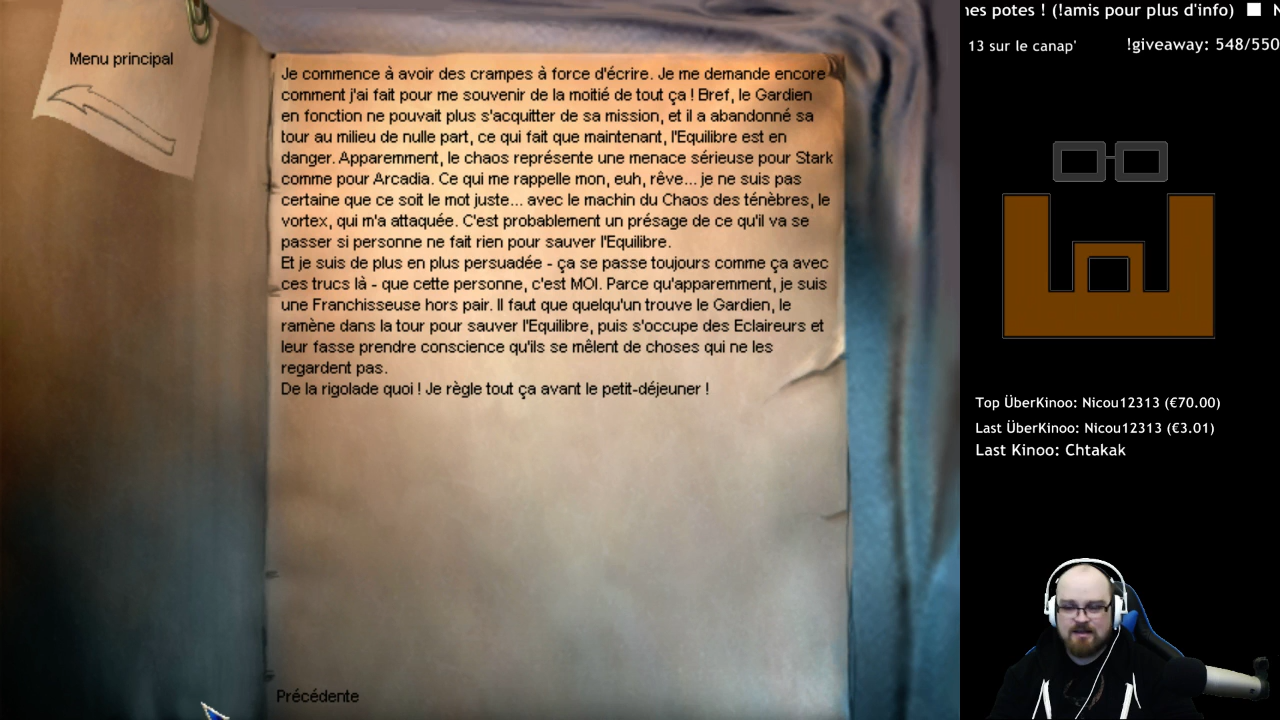 Menu principal
Je commence à avoir des crampes à force d'écrire. Je me demande encore
comment j'ai fait pour me souvenir de la moitié de tout ça ! Bref, le Gardien
en fonction ne pouvait plus s'acquitter de sa mission, et il a abandonné sa
tour au milieu de nulle part, ce qui fait que maintenant, l'Equilibre est en
danger. Apparemment, le chaos représente une menace sérieuse pour Stark
comme pour Arcadia. Ce qui me rappelle mon, euh, rêve... je ne suis pas
certaine que ce soit le mot juste... avec le machin du Chaos des ténèbres, le
vortex, qui m'a attaquée. C'est probablement un présage de ce qu'il va se
passer si personne ne fait rien pour sauver l'Equilibre.
Et je suis de plus en plus persuadée - ça se passe toujours comme ça avec
ces trucs là - que cette personne, c'est MOI. Parce qu'apparemment, je suis
une Franchisseuse hors pair. Il faut que quelqu'un trouve le Gardien, le
ramène dans la tour pour sauver l'Equilibre, puis s'occupe des Eclaireurs et
leur fasse prendre conscience qu'ils se mêlent de choses qui ne les
regardent pas.
De la rigolade quoi ! Je règle tout ça avant le petit-déjeuner !
Précédente
nes potes ! (!amis pour plus d'info)
13 sur le canap'
!giveaway: 548/550
Top ÜberKinoo: Nicou12313 (€70.00)
Last ÜberKinoo: Nicou12313 (€3.01)
Last Kinoo: Chtakak